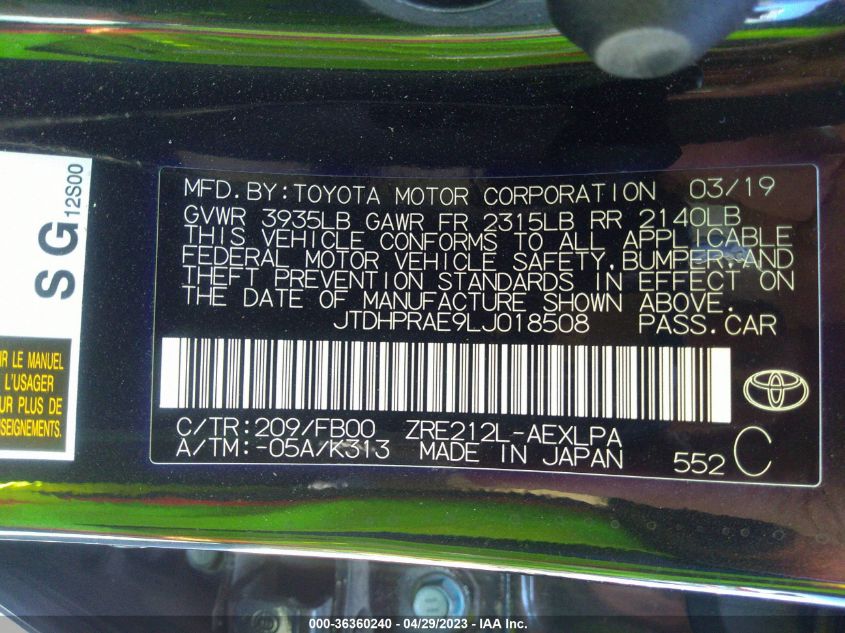 SG
12S00
MFD.BY:TOYOTA MOTOR CORPORATION 03/19
GVWR 3935LB GAWR FR 2315LB RR 2140LB
THIS VEHICLE CONFORMS TO ALL APPLICABLE
FEDERAL MOTOR VEHICLE SAFETY,BUMPER,AND
THEFT PREVENTION STANDARDS IN EFFECT ON
THE DATE OF MANUFACTURE SHOWN ABOVE.
JTDHPRAE9LJ018508 PASS.CAR
LE MANUEL
L'USAGER
PLUS DE
C/TR:209/FB00 ZRE212L-AEXLPA
A/TM:-05A/K313 MADE IN JAPAN
552 C
000-36360240 - 04/29/2023 - IAA Inc.